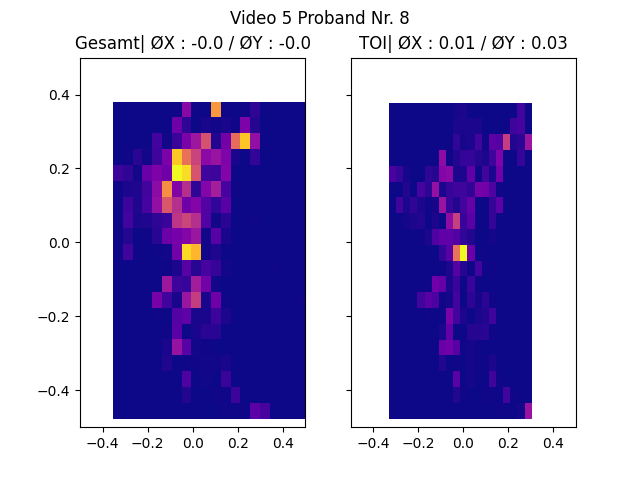 Video 5 Proband Nr. 8
Gesamt| ØX : -0.0 / ØY : -0.0
TOI| ØX : 0.01 / ØY : 0.03
0.4
0.2
0.0
−0.2
−0.4
−0.4 −0.2 0.0 0.2 0.4
−0.4 −0.2 0.0 0.2 0.4